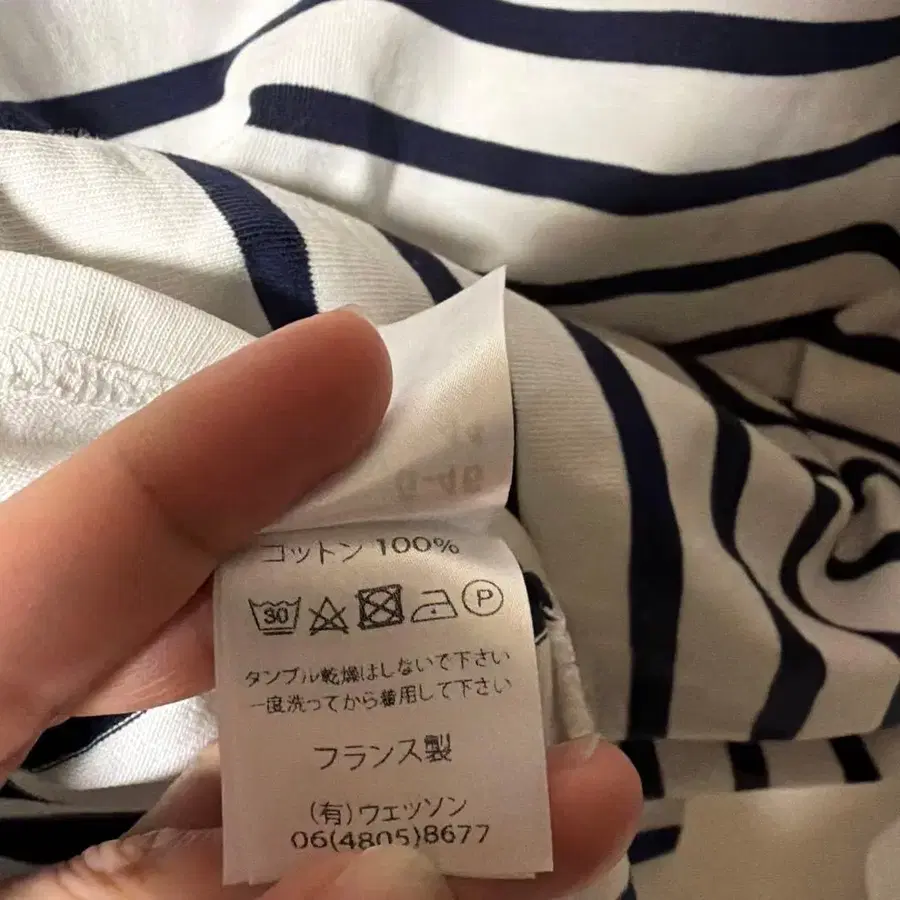 コットン 100%
30 P
タンブル乾燥はしないで下さい
一度洗ってから着用して下さい
フランス製
(有)ウェッソン
06(4805)8677